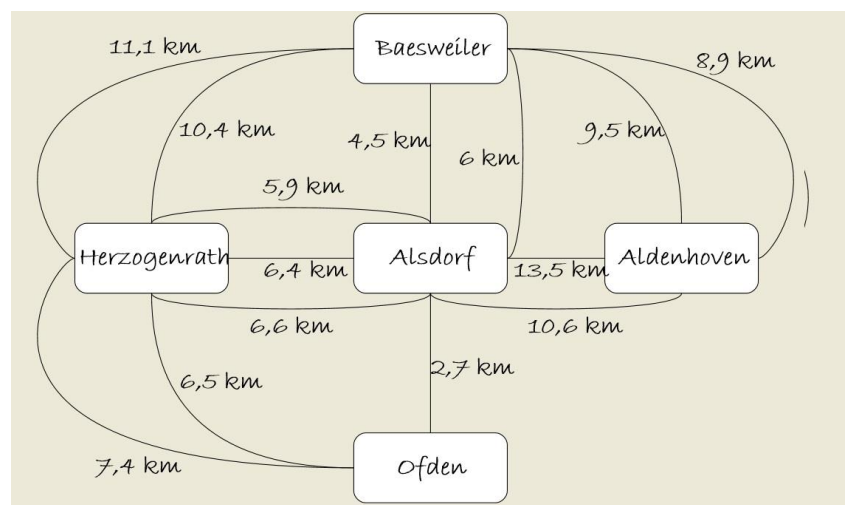 11,1 km
Baesweiler
8,9 km
10,4 km
4,5 km
9,5 km
6 km
5,9 km
Herzogenrath
Alsdorf
Aldenhoven
6,4 km
13,5 km
6,6 km
10,6 km
2,7 km
6,5 km
7,4 km
Ofden